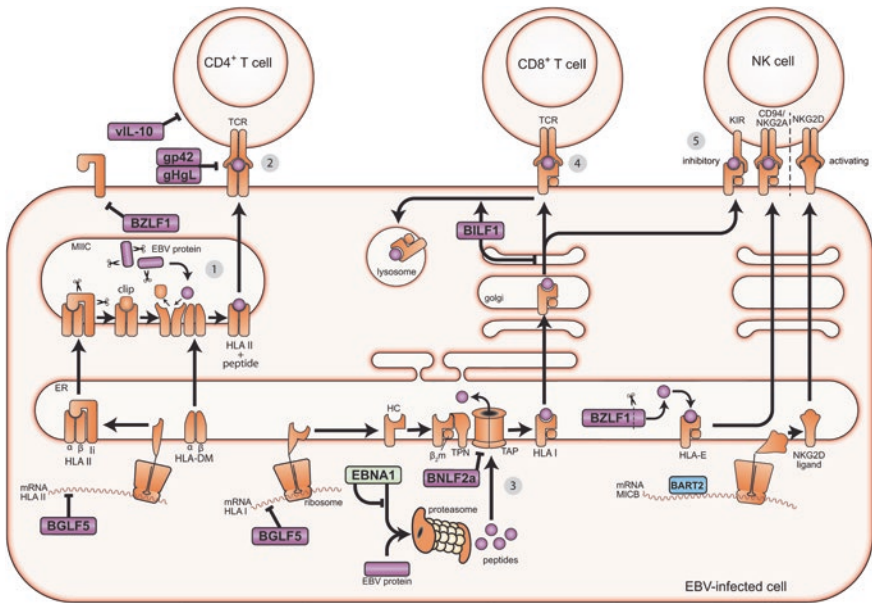 CD4+ T cell
CD8+ T cell
NK cell
vIL-10
TCR
TCR
KIR
CD94/
NKG2A
NKG2D
gp42
gHgL
2
4
5
inhibitory
activating
BZLF1
BILF1
MIIC
EBV protein
1
lysosome
clip
golgi
HLA II
+
peptide
ER
HC
BZLF1
α β Ii
HLA II
α β
HLA-DM
β2m
TPN
TAP
HLA I
HLA-E
NKG2D
ligand
mRNA
HLA II
BGLF5
mRNA
HLA I
ribosome
BGLF5
EBNA1
BNLF2a
3
proteasome
peptides
EBV protein
mRNA
MICB
BART2
EBV-infected cell